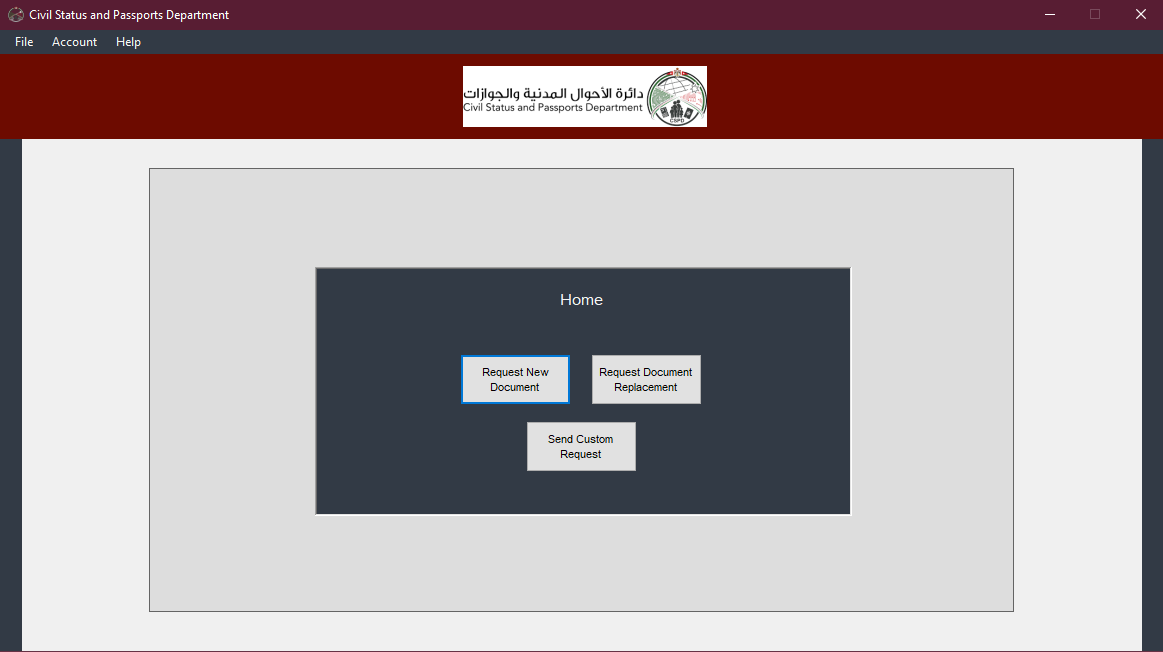 Civil Status and Passports Department
File Account Help
دائرة الأحوال المدنية والجوازات
Civil Status and Passports Department
CSPD
Home
Request New
Document
Request Document
Replacement
Send Custom
Request